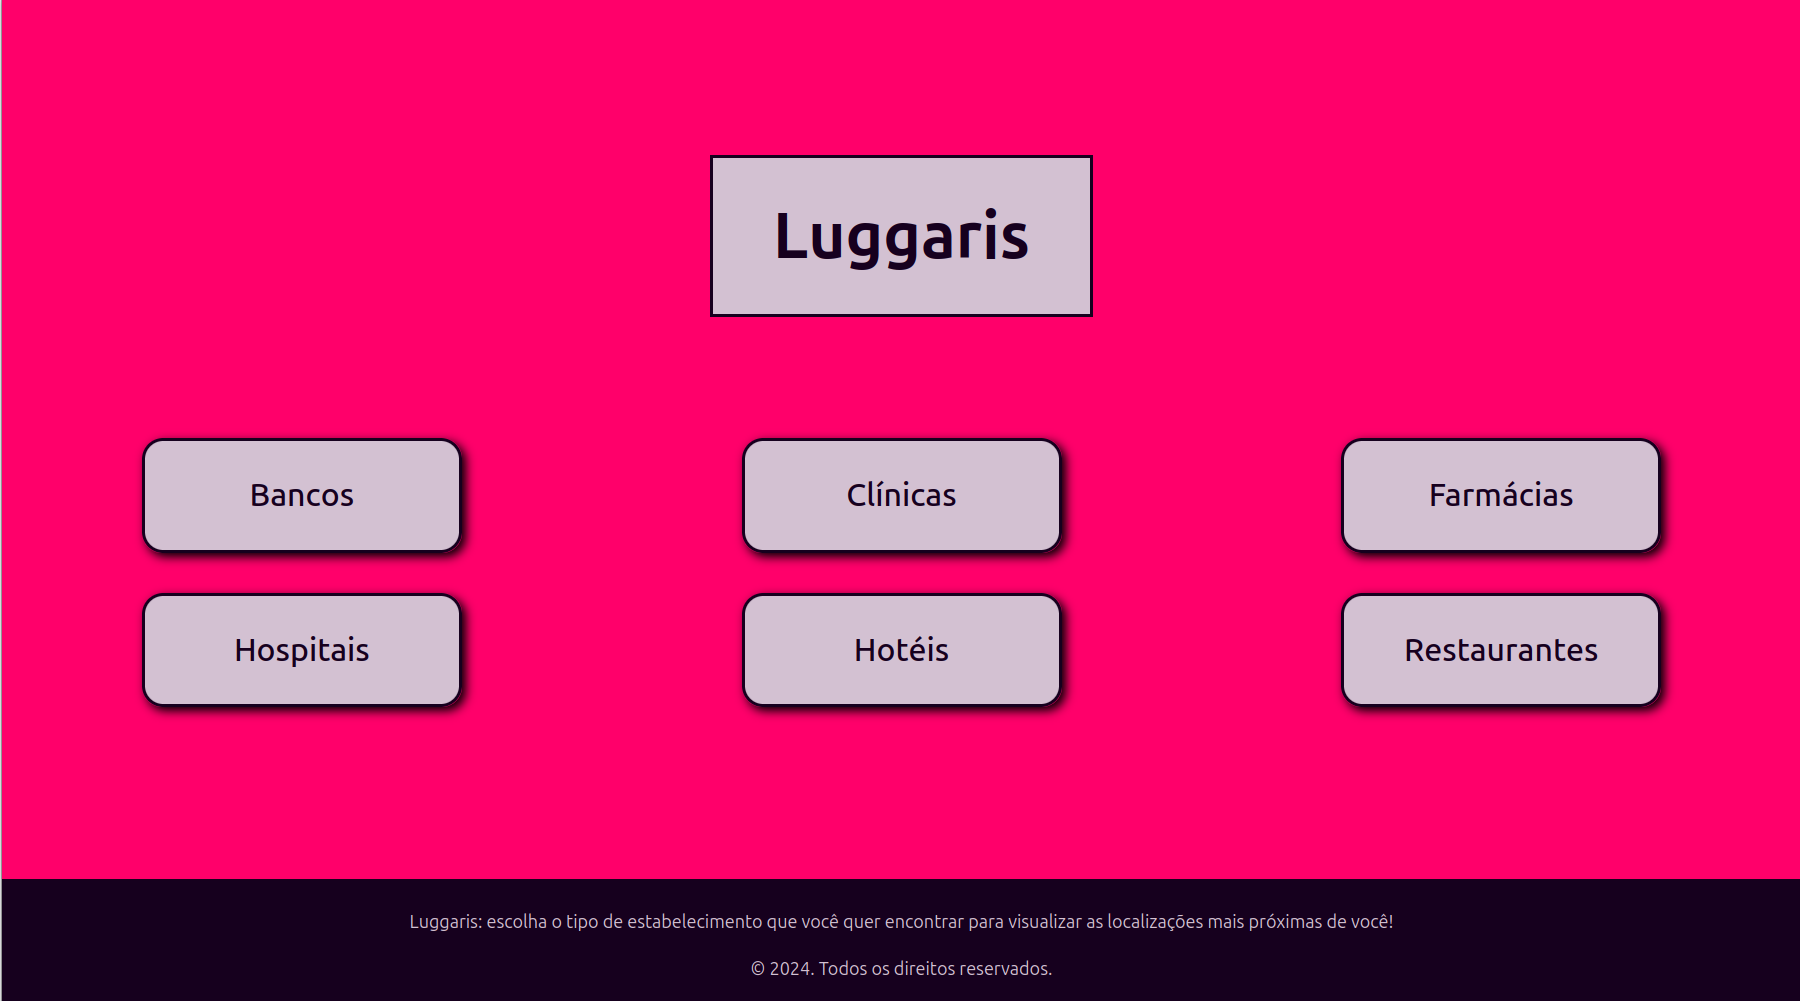 Luggaris
Bancos
Clínicas
Farmácias
Hospitais
Hotéis
Restaurantes
Luggaris: escolha o tipo de estabelecimento que você quer encontrar para visualizar as localizações mais próximas de você!
© 2024. Todos os direitos reservados.